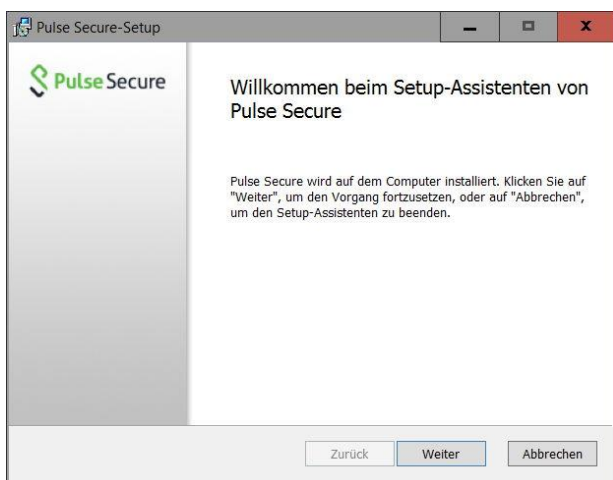 Pulse Secure-Setup
Pulse Secure
Willkommen beim Setup-Assistenten von
Pulse Secure
Pulse Secure wird auf dem Computer installiert. Klicken Sie auf
"Weiter", um den Vorgang fortzusetzen, oder auf "Abbrechen",
um den Setup-Assistenten zu beenden.
Zurück Weiter Abbrechen